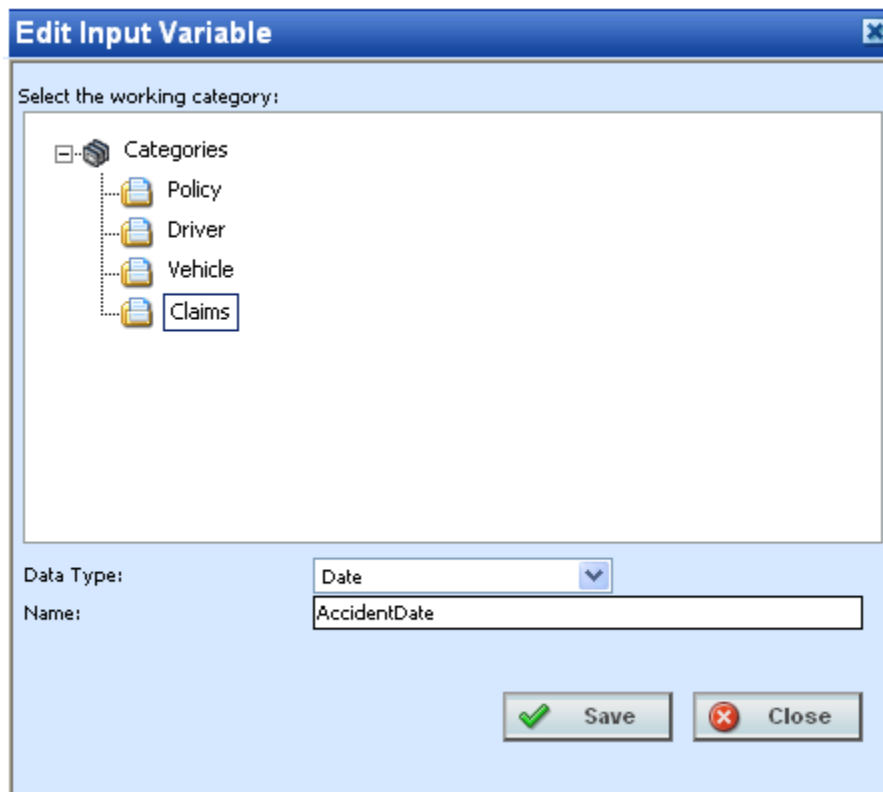 Edit Input Variable
Select the working category:
Categories
Policy
Driver
Vehicle
Claims
Data Type: Date
Name: AccidentDate
Save Close